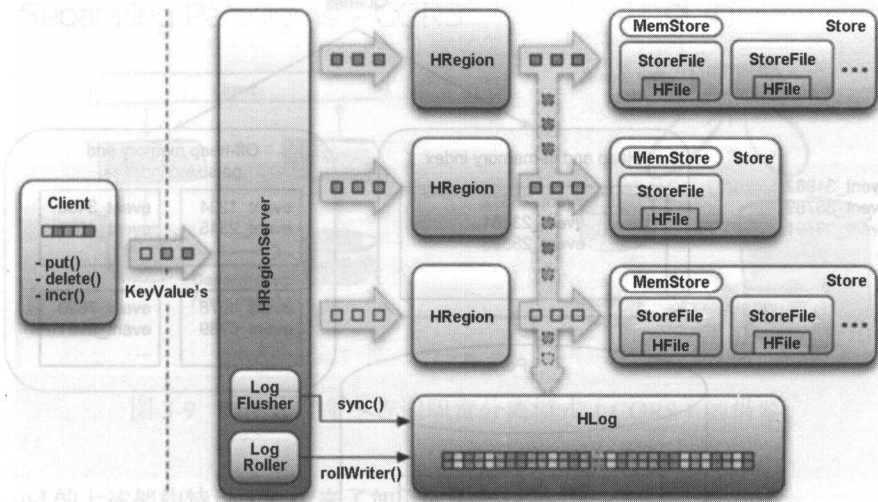 Client
- put()
- delete()
- incr()
KeyValue's
HRegionServer
Log
Flusher
Log
Roller
sync()
rollWriter()
HRegion
HRegion
HRegion
MemStore
Store
StoreFile
HFile
StoreFile
HFile
...
MemStore
Store
StoreFile
HFile
MemStore
Store
StoreFile
HFile
StoreFile
HFile
...
HLog